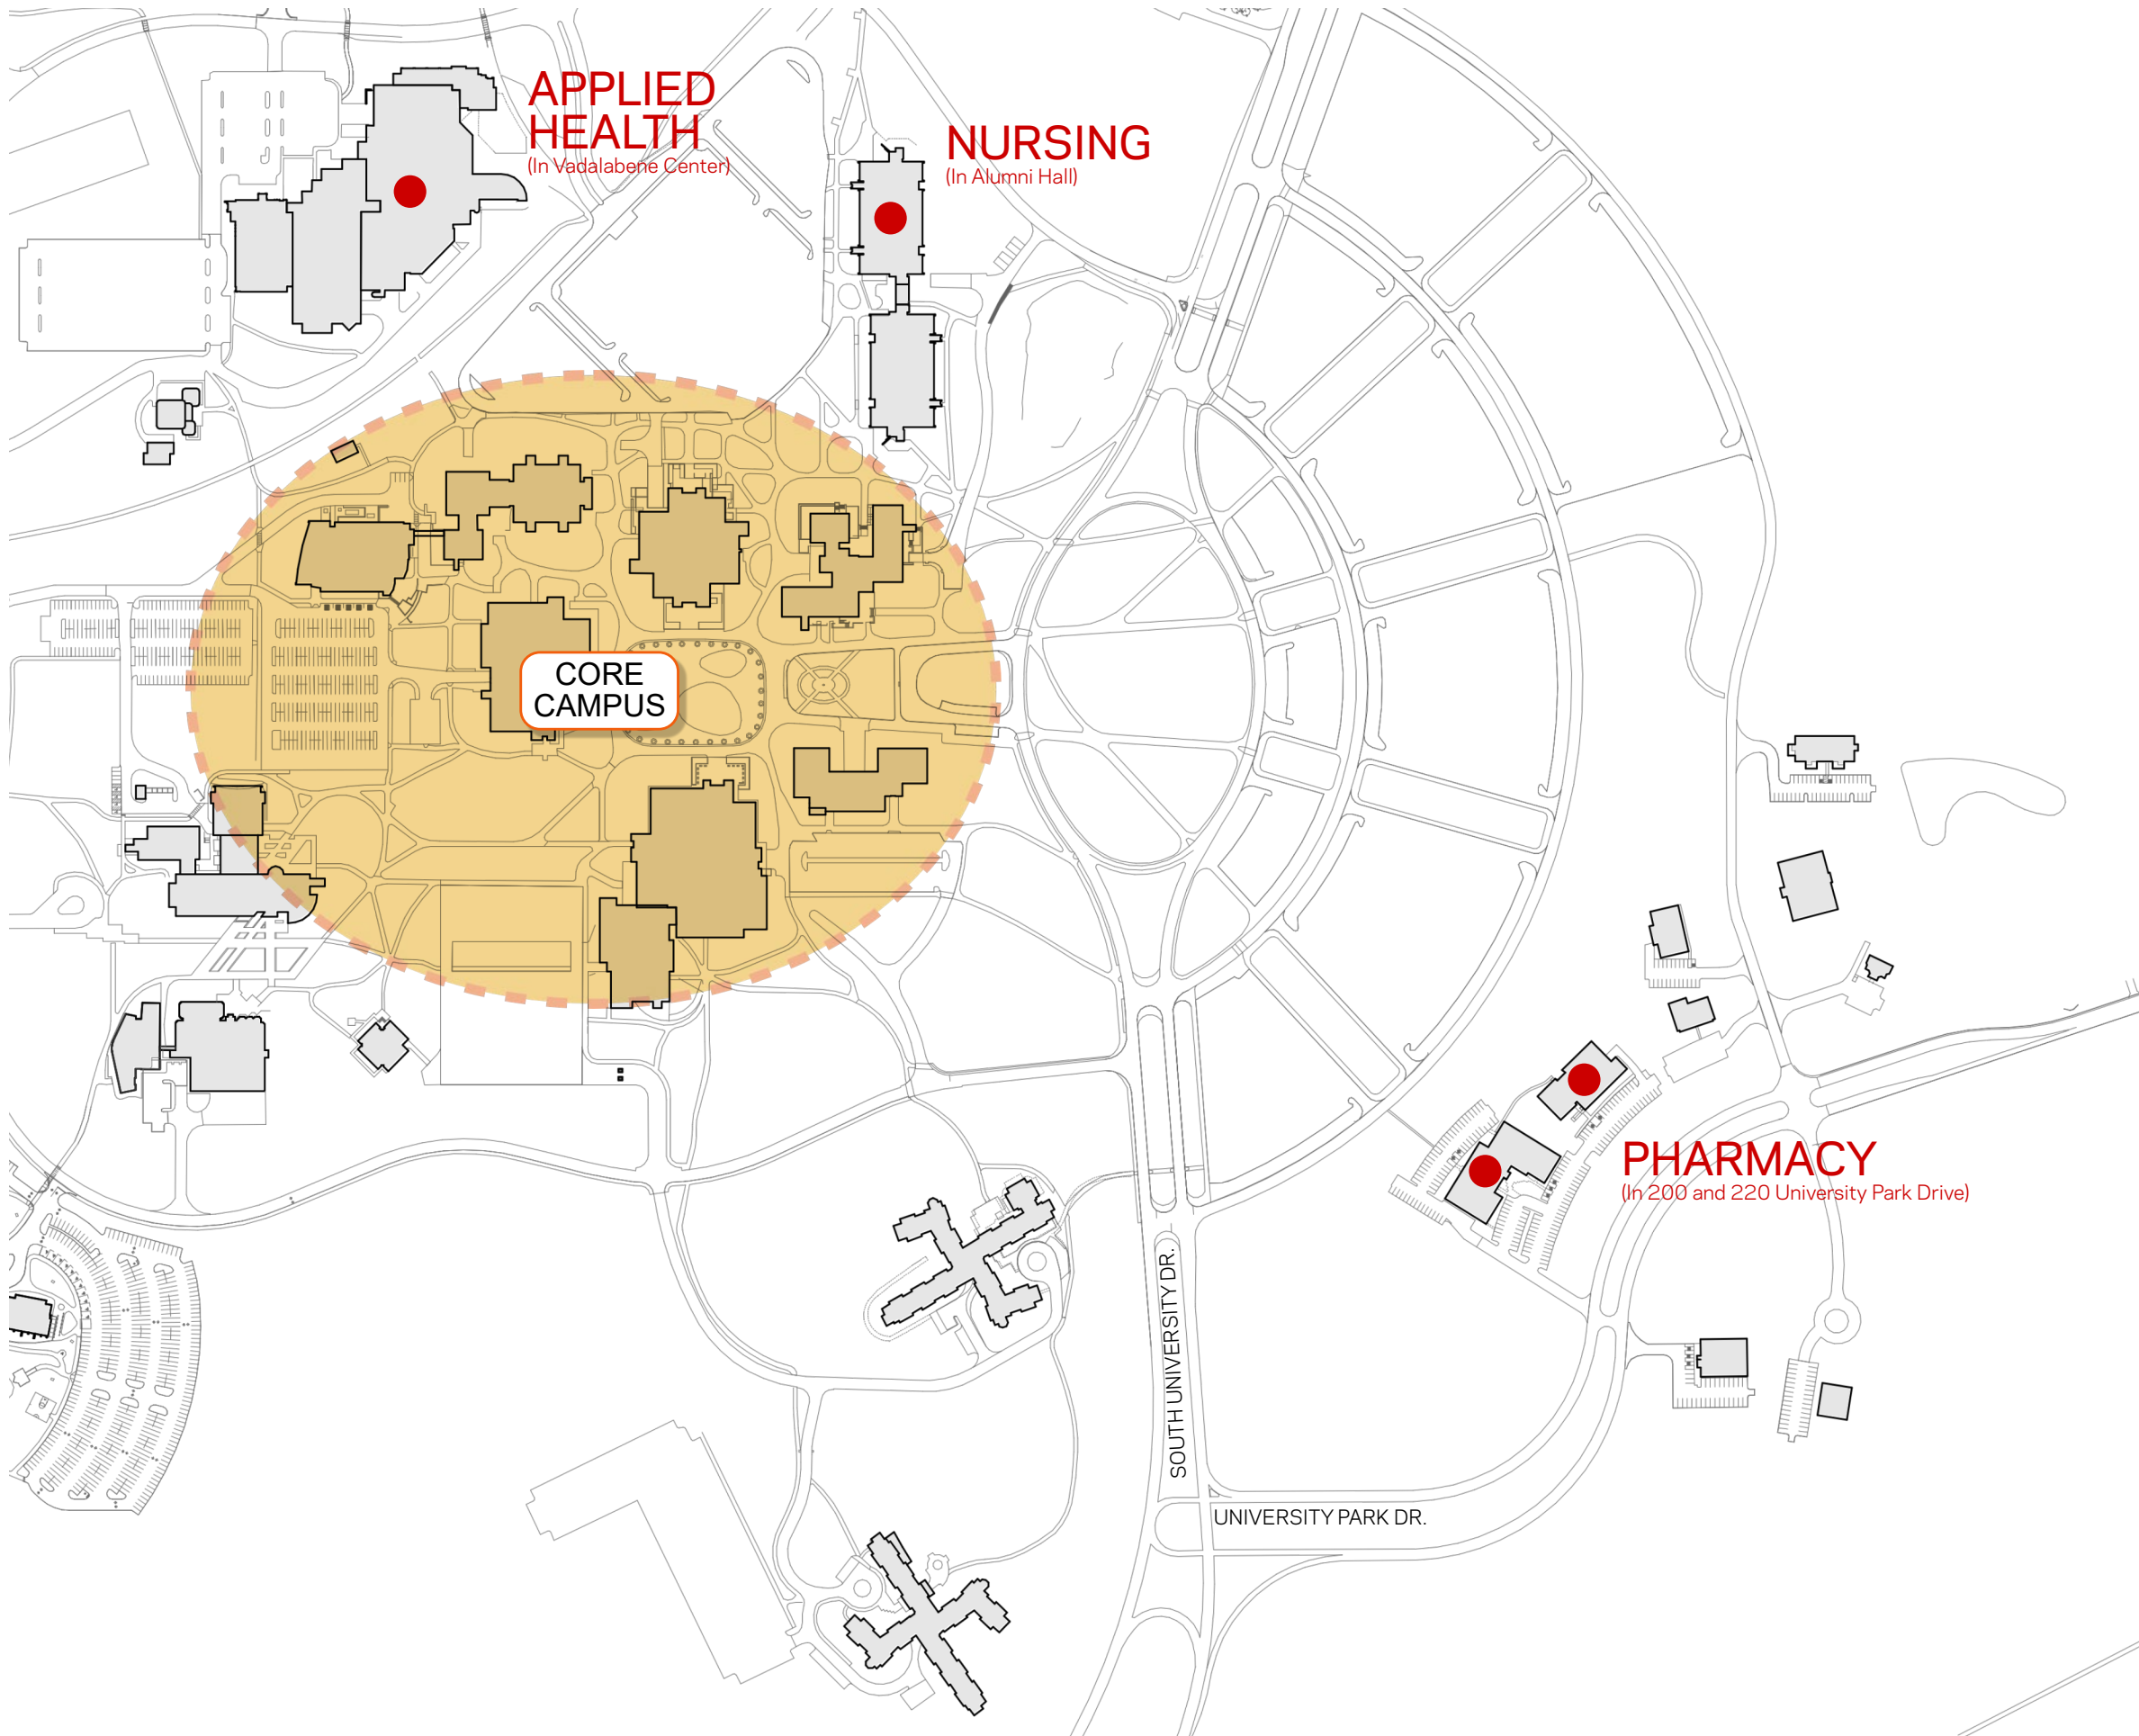 APPLIED
HEALTH
(In Vadalabene Center)
NURSING
(In Alumni Hall)
CORE
CAMPUS
PHARMACY
(In 200 and 220 University Park Drive)
SOUTH UNIVERSITY DR.
UNIVERSITY PARK DR.